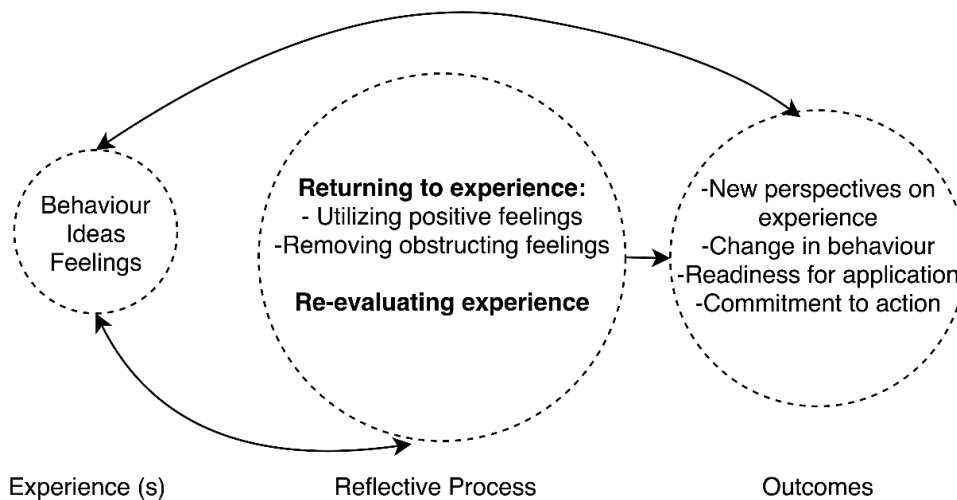 Behaviour
Ideas
Feelings
Returning to experience:
- Utilizing positive feelings
-Removing obstructing feelings
Re-evaluating experience
-New perspectives on
experience
-Change in behaviour
-Readiness for application
-Commitment to action
Experience (s)
Reflective Process
Outcomes